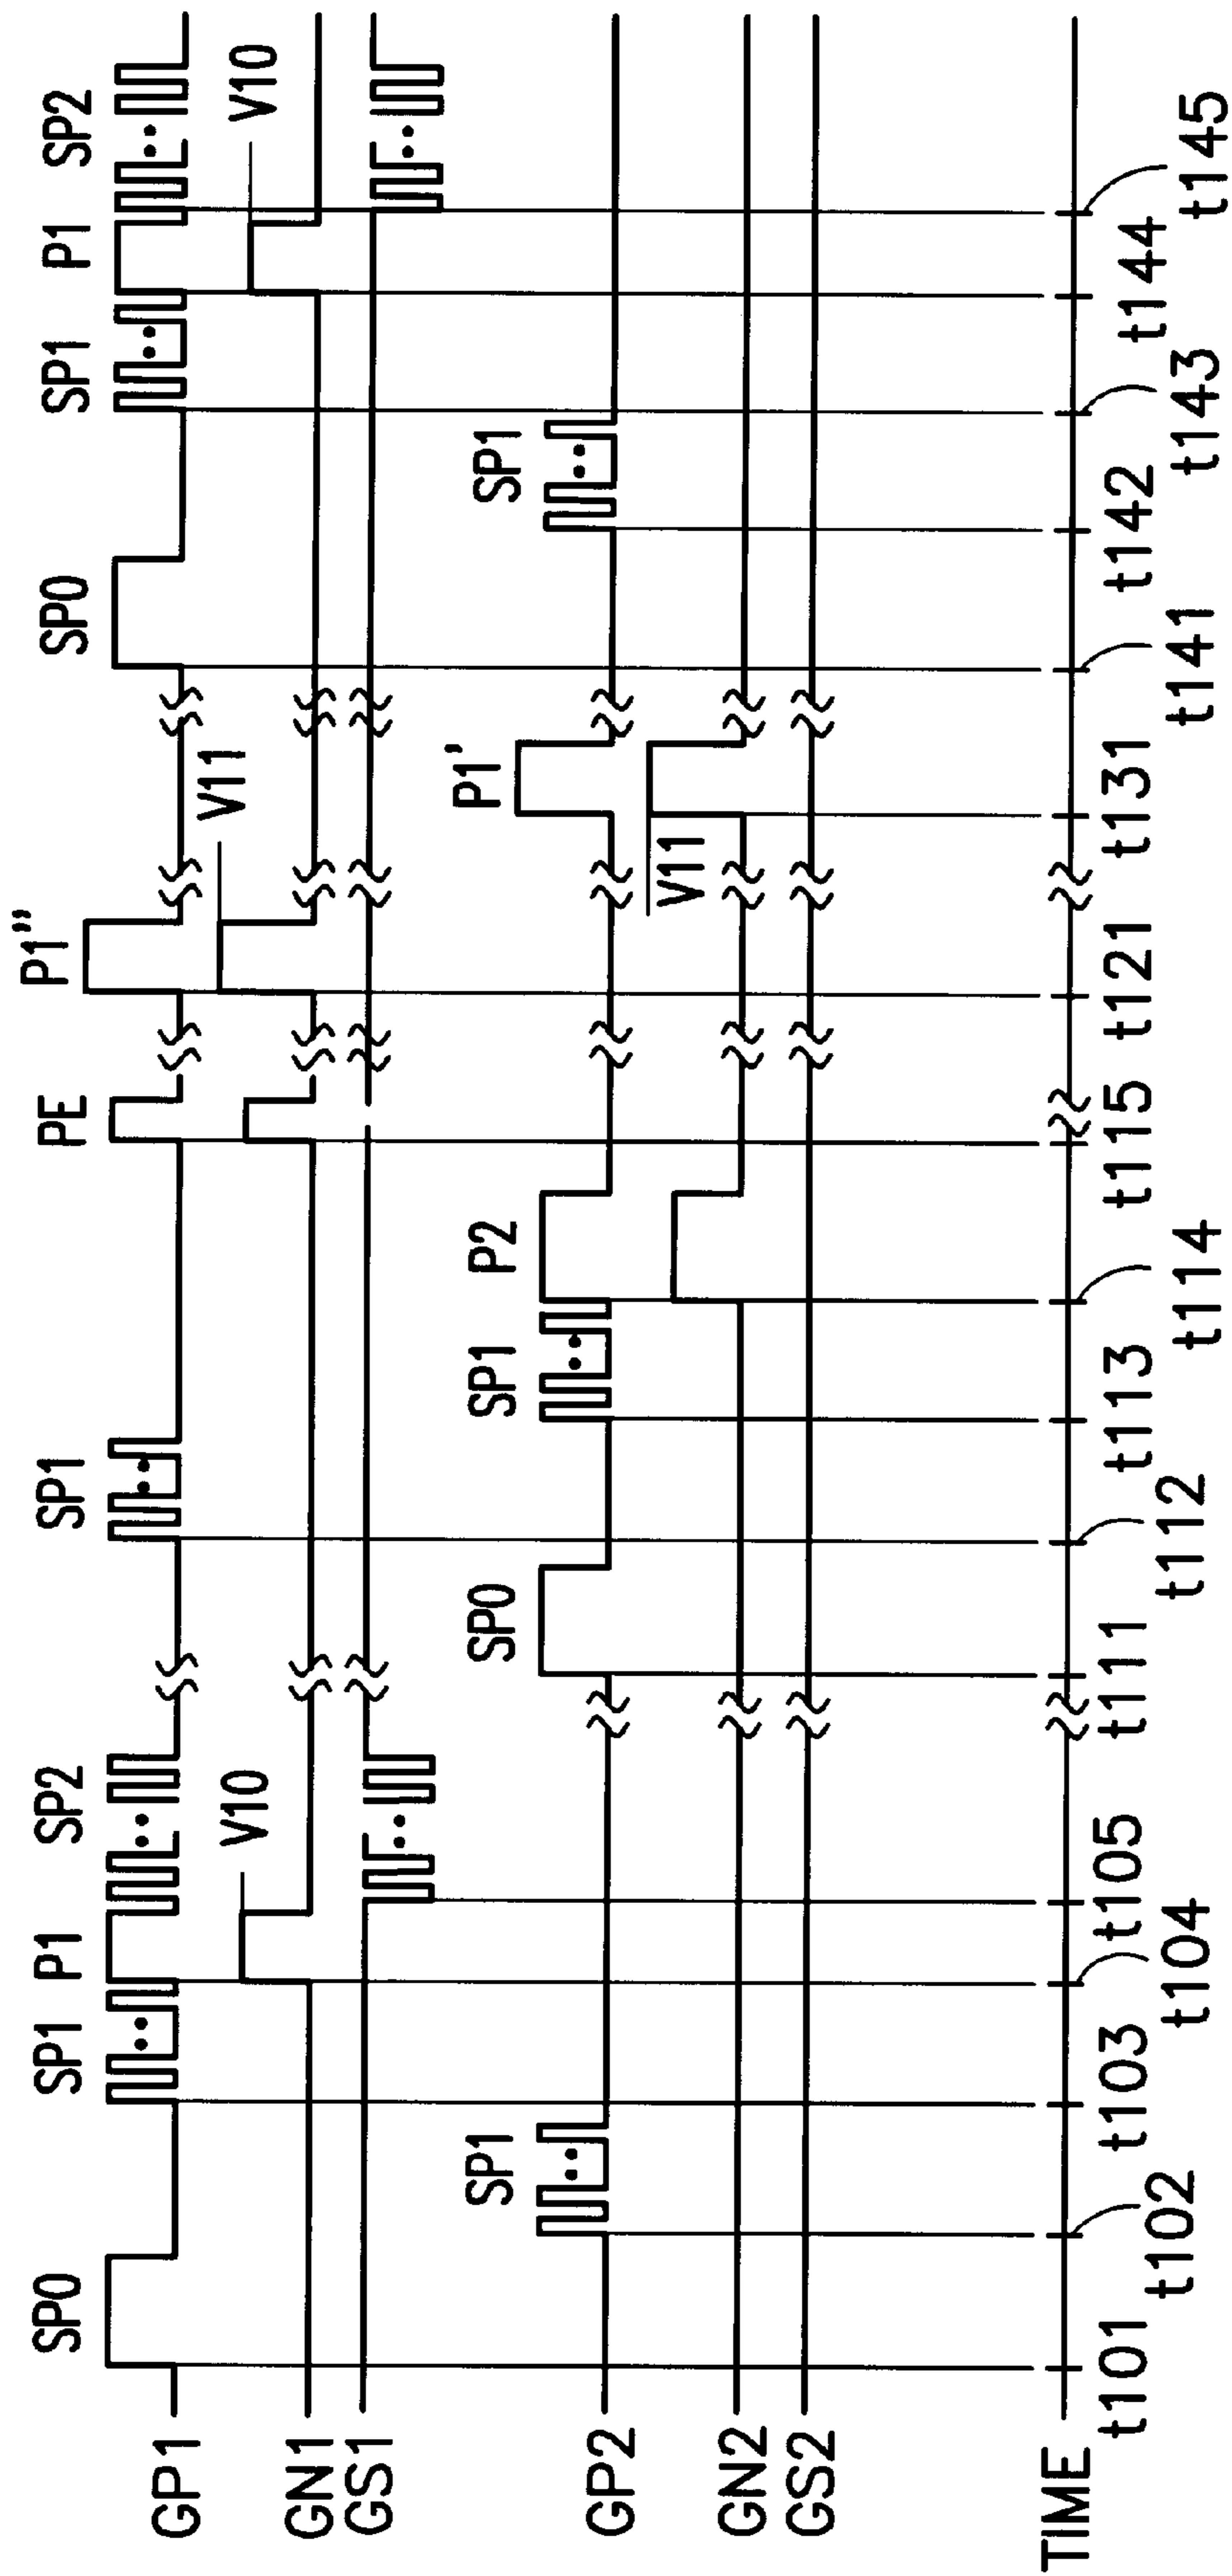 GP1
SP0
SP1
P1
SP2
SP1
PE
P1"
SP0
SP1
P1
SP2
GN1
V10
V11
V10
GS1
GP2
SP1
SP0
SP1
P2
P1'
SP1
GN2
V11
GS2
TIME
t101
t102
t103
t104
t105
t111
t112
t113
t114
t115
t121
t131
t141
t142
t143
t144
t145